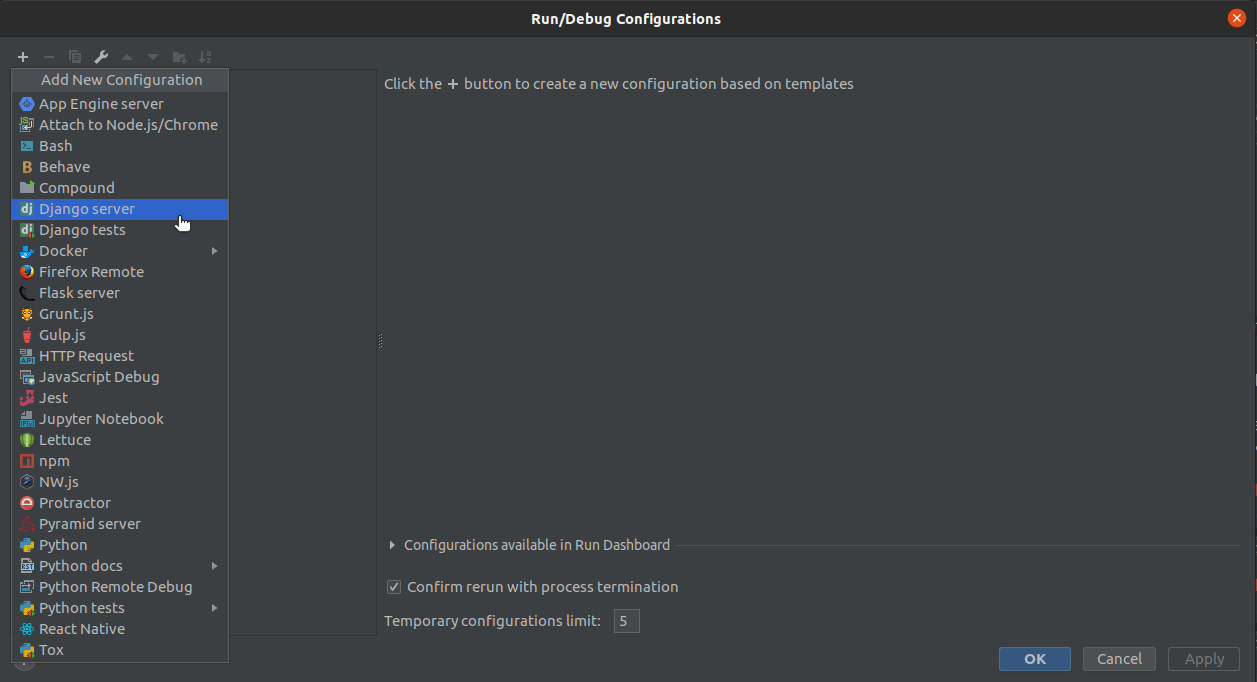 Run/Debug Configurations
Add New Configuration
App Engine server
Attach to Node.js/Chrome
Bash
Behave
Compound
Django server
Django tests
Docker
Firefox Remote
Flask server
Grunt.js
Gulp.js
HTTP Request
JavaScript Debug
Jest
Jupyter Notebook
Lettuce
npm
NW.js
Protractor
Pyramid server
Python
Python docs
Python Remote Debug
Python tests
React Native
Tox
Click the + button to create a new configuration based on templates
Configurations available in Run Dashboard
Confirm rerun with process termination
Temporary configurations limit: 5
OK Cancel Apply